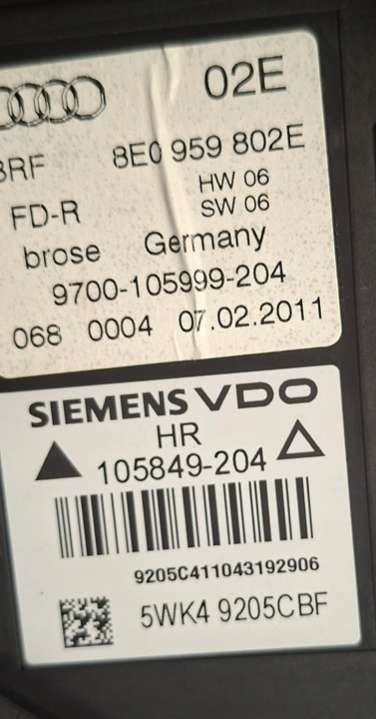 02E
BRF 8E0 959 802E
HW 06
FD-R SW 06
brose Germany
9700-105999-204
068 0004 07.02.2011
SIEMENS VDO
HR
105849-204
9205C411043192906
5WK4 9205CBF